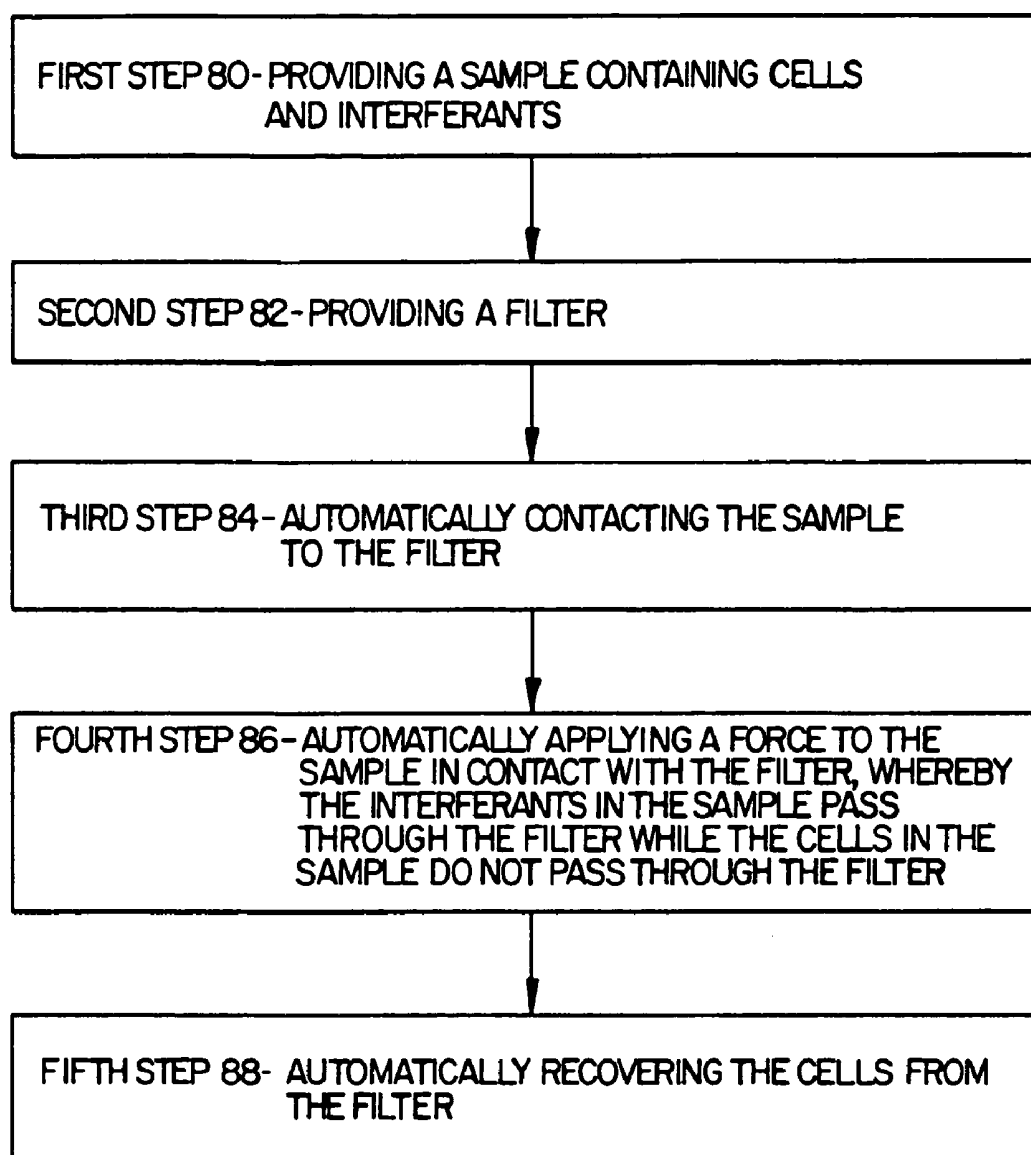 FIRST STEP 80-PROVIDING A SAMPLE CONTAINING CELLS
AND INTERFERANTS
SECOND STEP 82-PROVIDING A FILTER
THIRD STEP 84-AUTOMATICALLY CONTACTING THE SAMPLE
TO THE FILTER
FOURTH STEP 86-AUTOMATICALLY APPLYING A FORCE TO THE
SAMPLE IN CONTACT WITH THE FILTER, WHEREBY
THE INTERFERANTS IN THE SAMPLE PASS
THROUGH THE FILTER WHILE THE CELLS IN THE
SAMPLE DO NOT PASS THROUGH THE FILTER
FIFTH STEP 88- AUTOMATICALLY RECOVERING THE CELLS FROM
THE FILTER